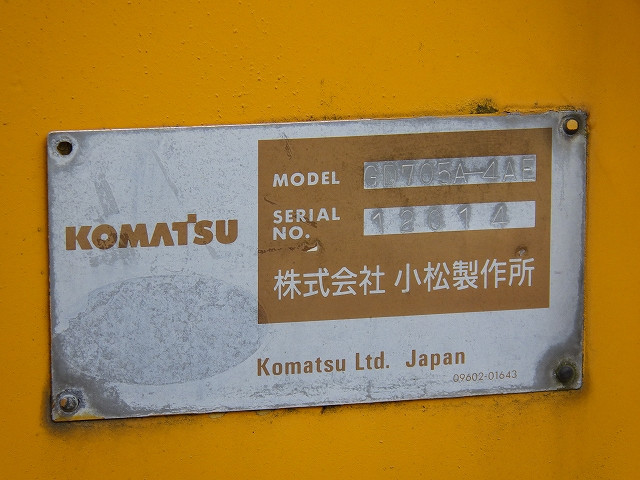 KOMATSU
MODEL GD705A-4AE
SERIAL NO. 12614
株式会社 小松製作所
Komatsu Ltd. Japan
09602-01643